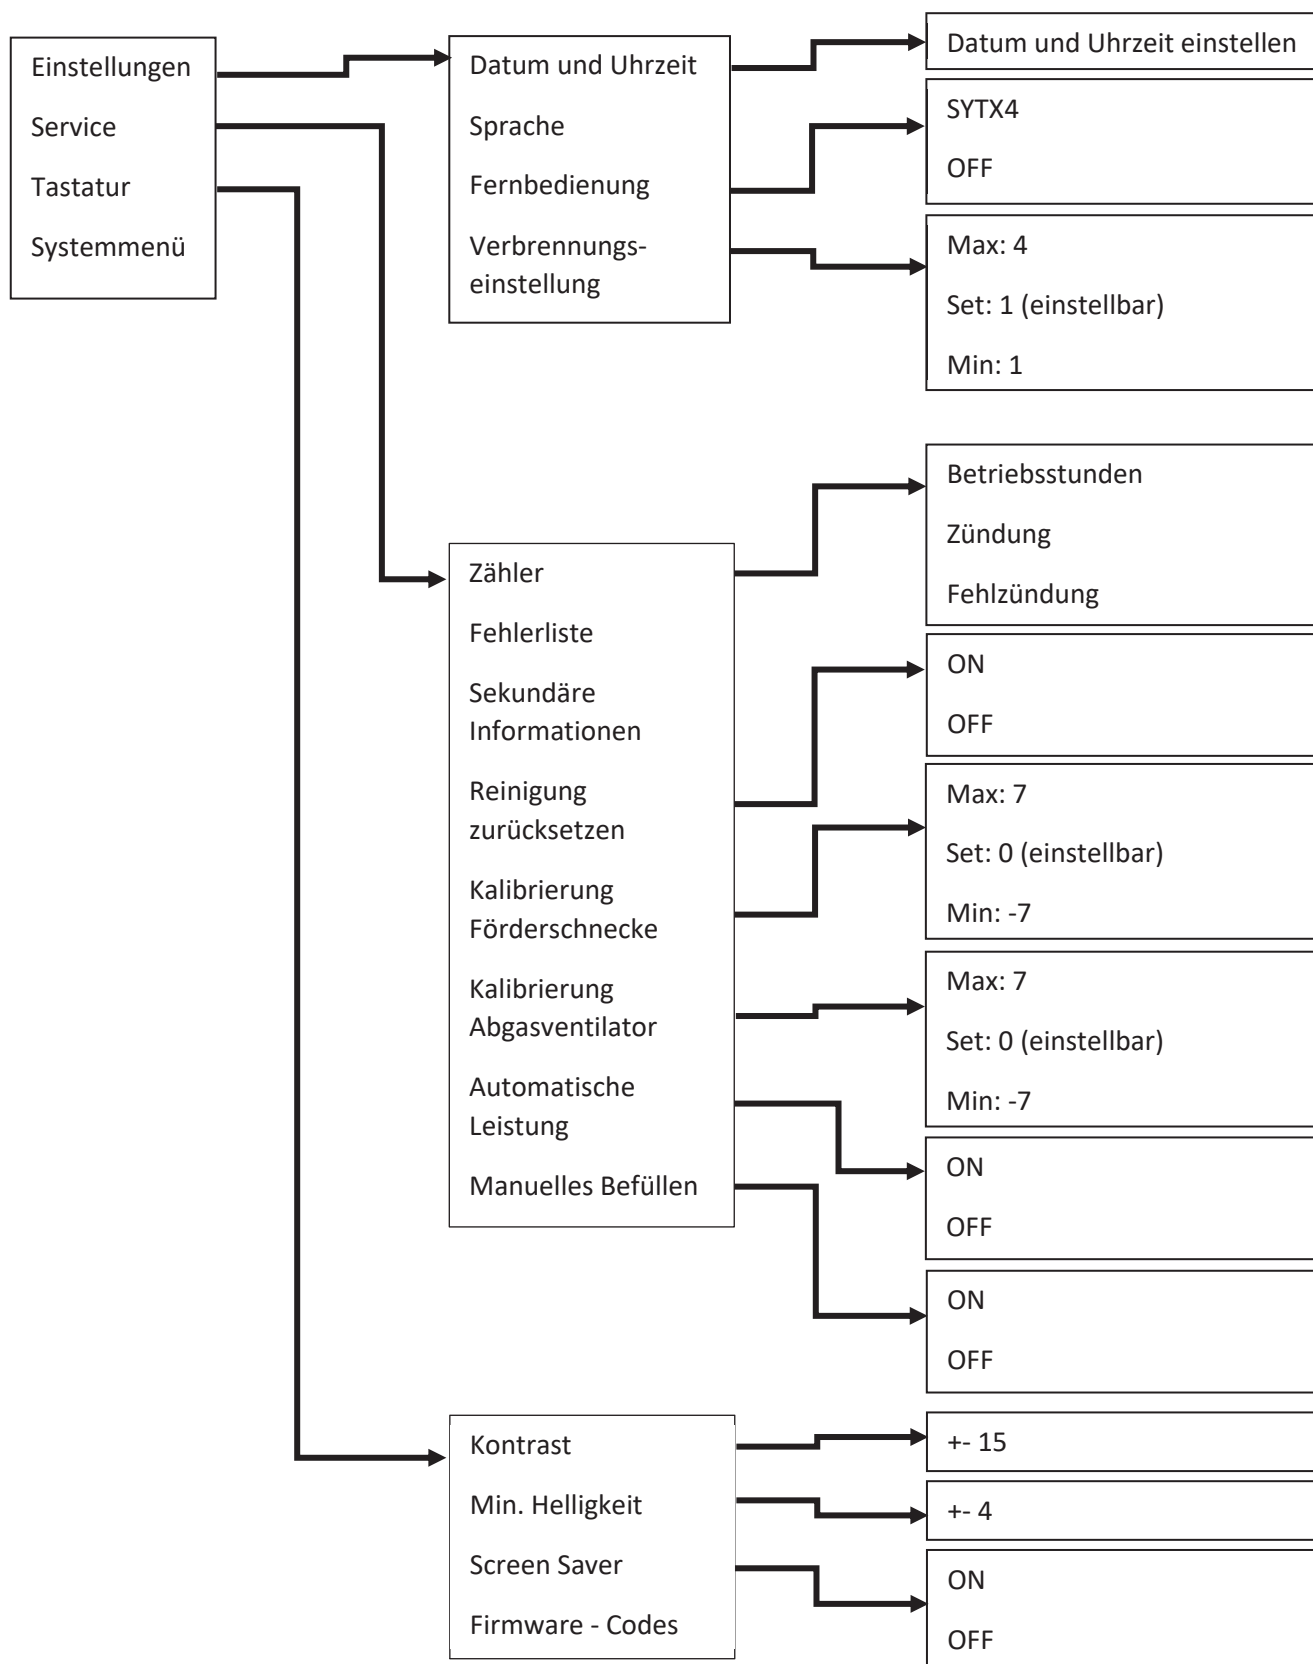 Einstellungen
Service
Tastatur
Systemmenü
Datum und Uhrzeit
Sprache
Fernbedienung
Verbrennungs-
einstellung
Datum und Uhrzeit einstellen
SYTX4
OFF
Max: 4
Set: 1 (einstellbar)
Min: 1
Zähler
Fehlerliste
Sekundäre
Informationen
Reinigung
zurücksetzen
Kalibrierung
Förderschnecke
Kalibrierung
Abgasventilator
Automatische
Leistung
Manuelles Befüllen
Betriebsstunden
Zündung
Fehlzündung
ON
OFF
Max: 7
Set: 0 (einstellbar)
Min: -7
Max: 7
Set: 0 (einstellbar)
Min: -7
ON
OFF
ON
OFF
Kontrast
Min. Helligkeit
Screen Saver
Firmware - Codes
+- 15
+- 4
ON
OFF